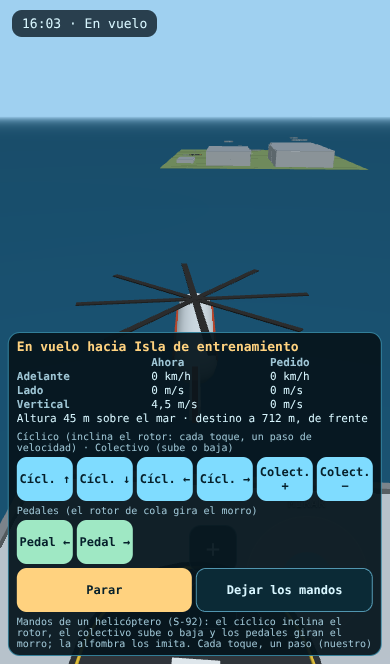 16:03 · En vuelo
En vuelo hacia Isla de entrenamiento
Ahora Pedido
Adelante 0 km/h 0 km/h
Lado 0 m/s 0 m/s
Vertical 4,5 m/s 0 m/s
Altura 45 m sobre el mar · destino a 712 m, de frente
Cíclico (inclina el rotor: cada toque, un paso de
velocidad) · Colectivo (sube o baja)
Cícl. ↑ Cícl. ↓ Cícl. ← Cícl. → Colect. + Colect. −
Pedales (el rotor de cola gira el morro)
Pedal ← Pedal →
+
Parar Dejar los mandos
Mandos de un helicóptero (S-92): el cíclico inclina el
rotor, el colectivo sube o baja y los pedales giran el
morro; la alfombra los imita. Cada toque, un paso (nuestro)